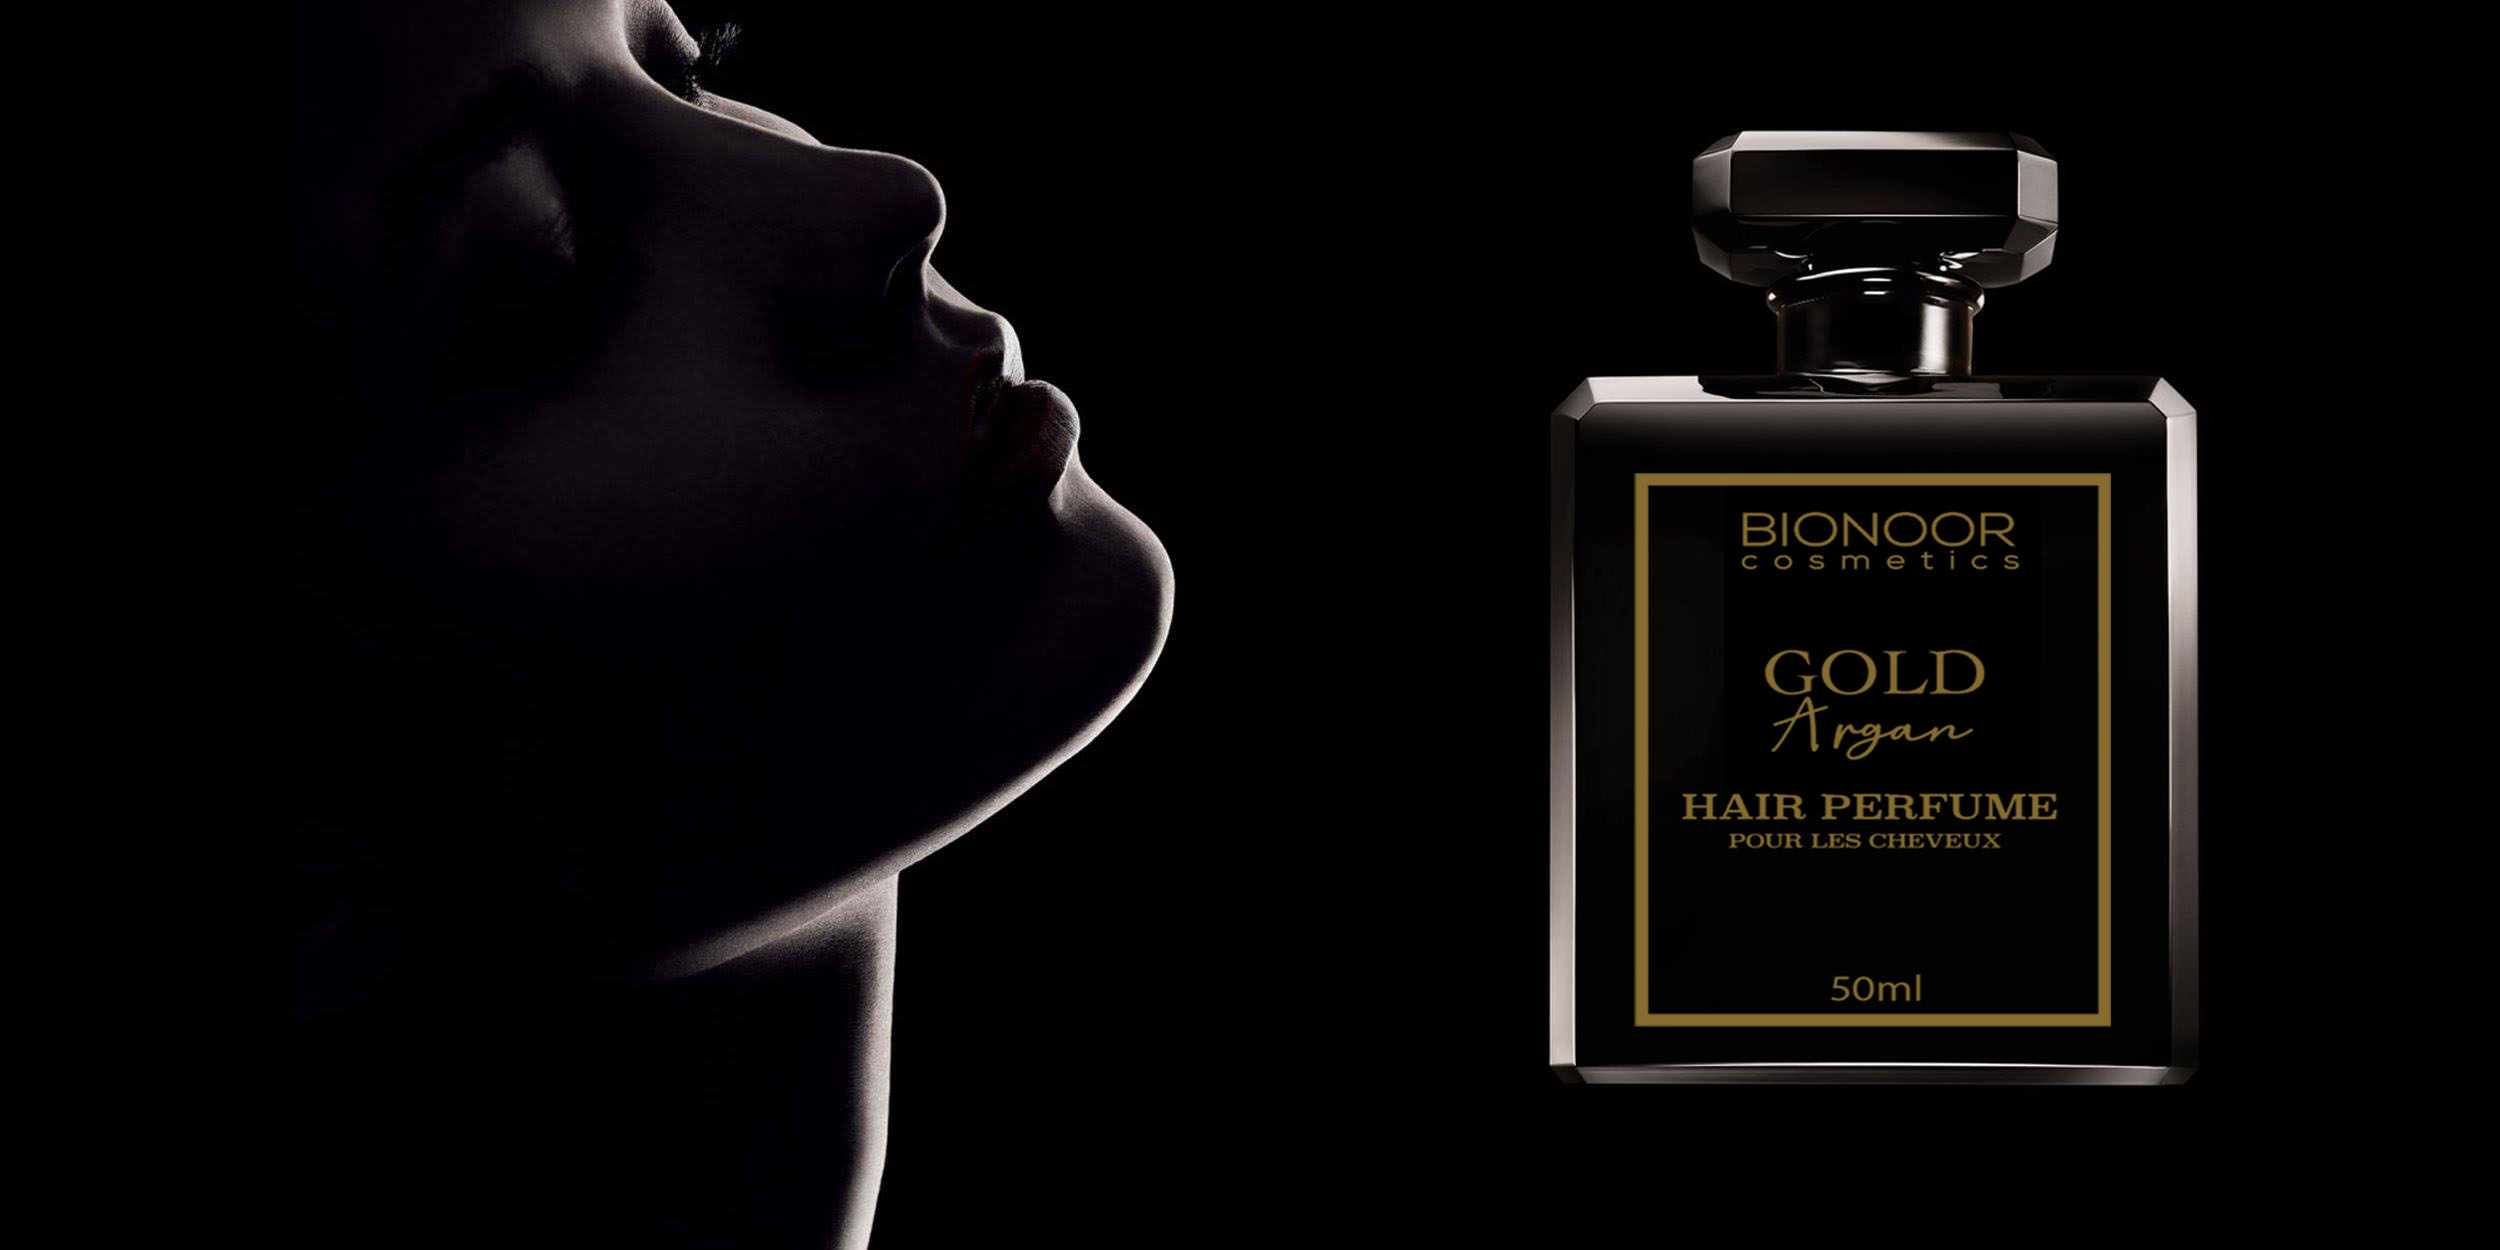 BIONOOR
cosmetics
GOLD
Argan
HAIR PERFUME
POUR LES CHEVEUX
50ml